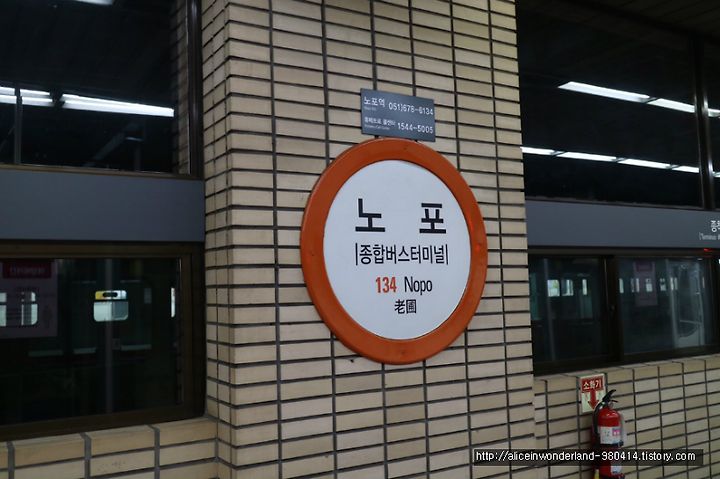 노포역 051)678-6134
1544-5005
노 포
[종합버스터미널]
134 Nopo
老圃
소화기
http://aliceinwonderland-980414.tistory.com